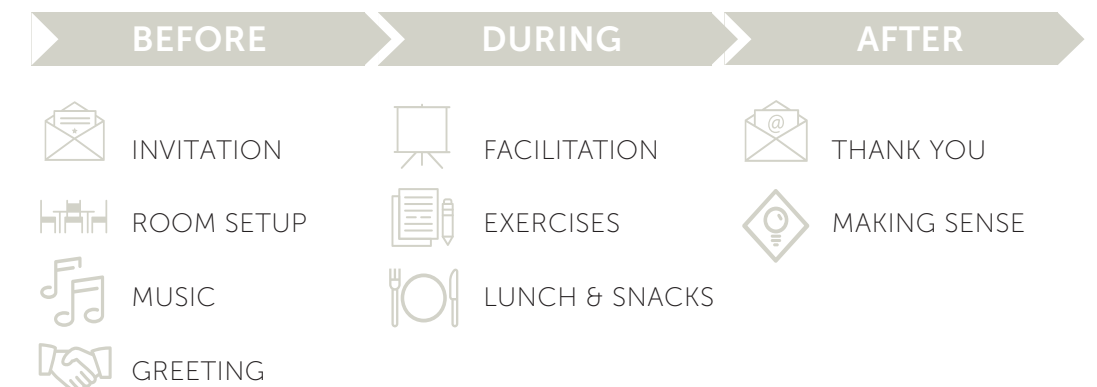 BEFORE
DURING
AFTER
INVITATION
ROOM SETUP
MUSIC
GREETING
FACILITATION
EXERCISES
LUNCH & SNACKS
@
THANK YOU
MAKING SENSE